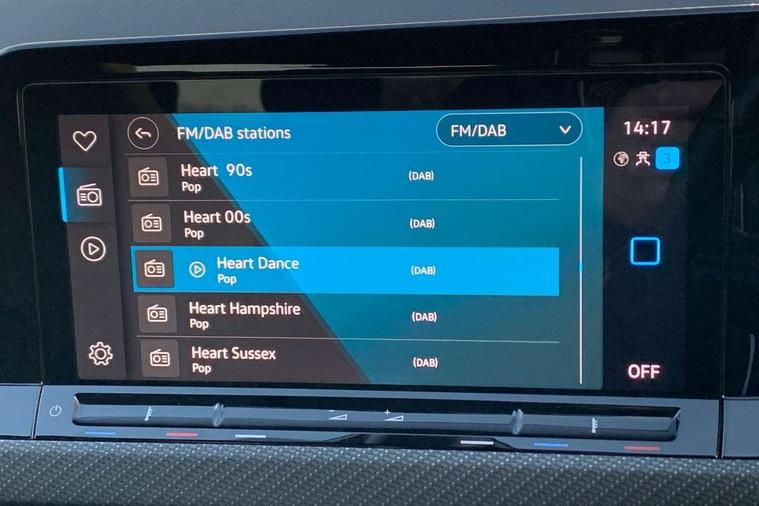 FM/DAB stations
FM/DAB
14:17
3
Heart 90s
Pop
(DAB)
Heart 00s
Pop
(DAB)
Heart Dance
Pop
(DAB)
Heart Hampshire
Pop
(DAB)
Heart Sussex
Pop
(DAB)
OFF